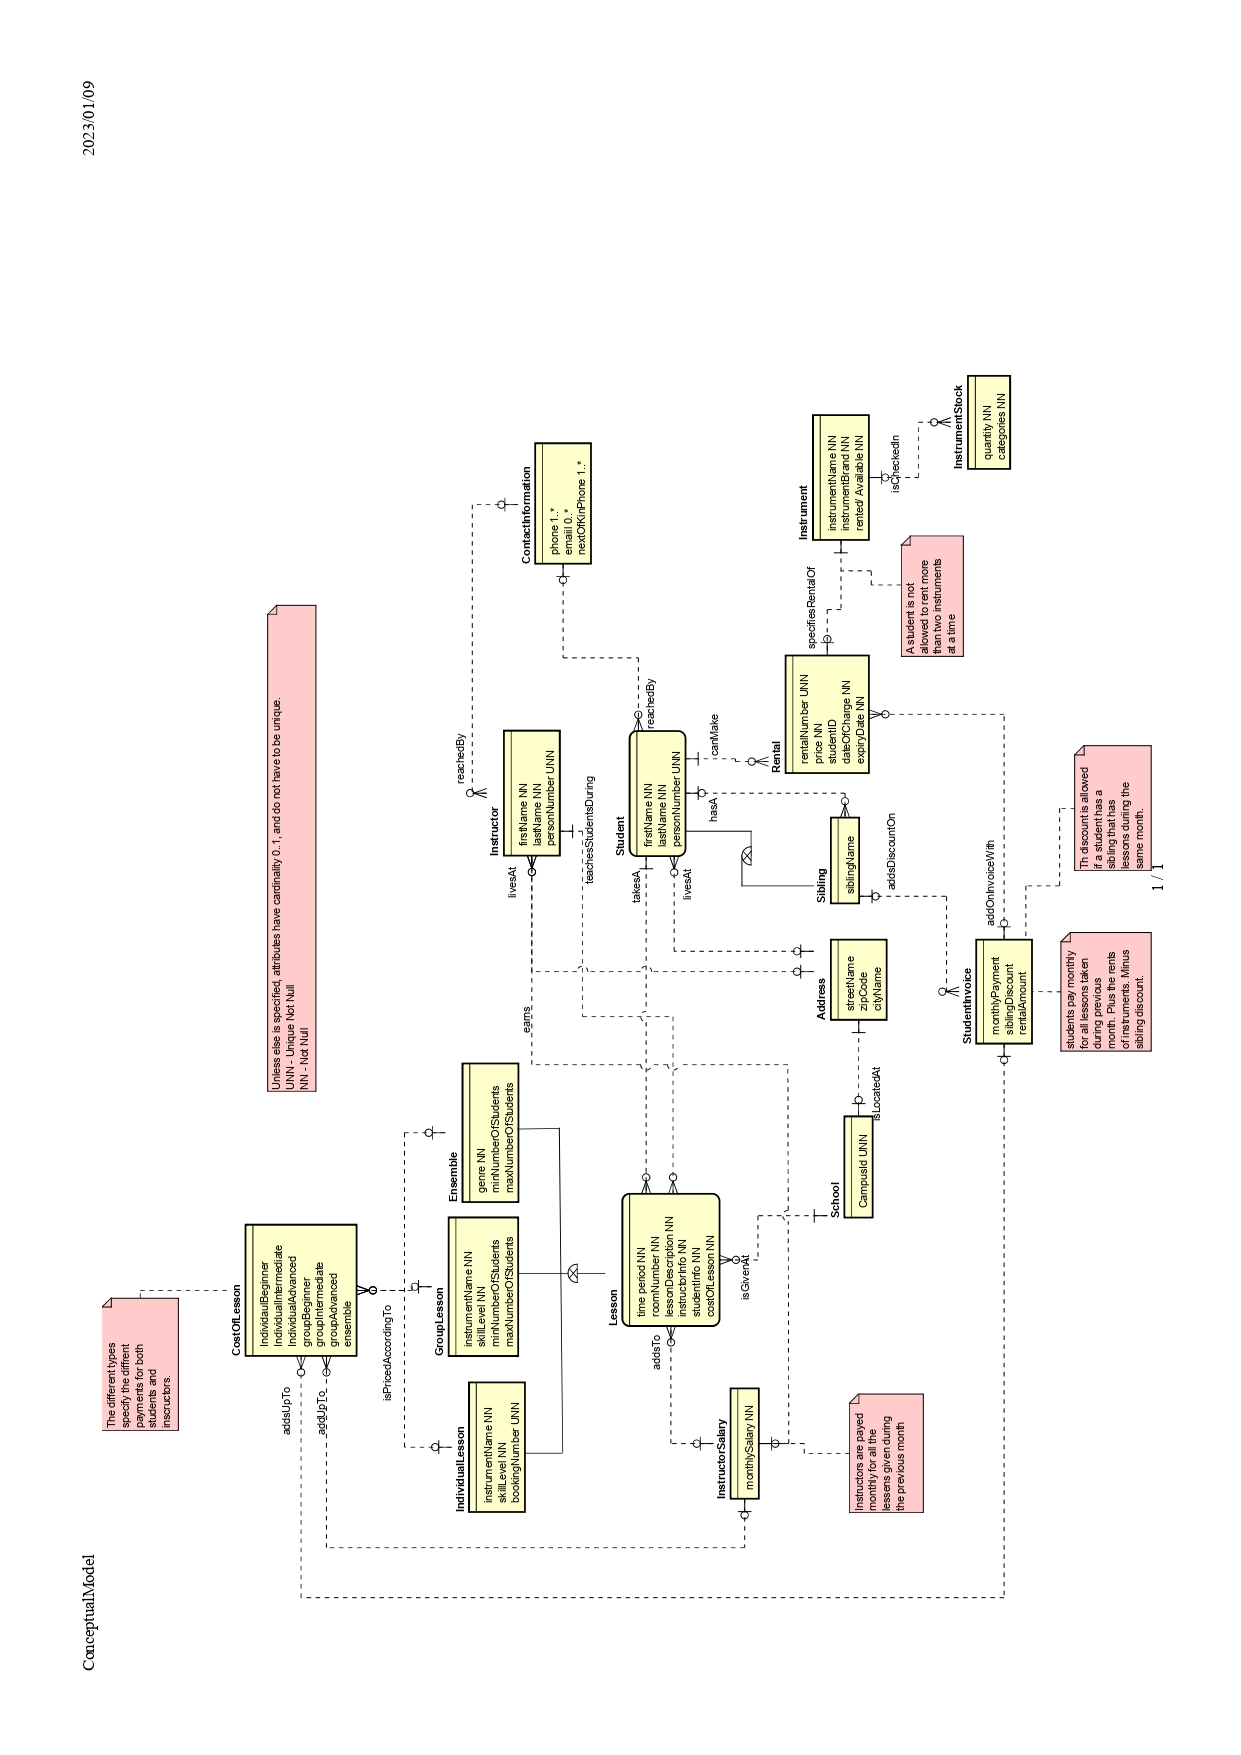 ConceptualModel
2023/01/09
The different types
specify the diffrent
payments for both
students and
inscructors.
CostOfLesson
IndividaulBeginner
IndividualIntermediate
IndividualAdvanced
groupBeginner
groupIntermediate
groupAdvanced
ensemble
addsUpTo
addUpTo
Unless else is specified, attributes have cardinality 0..1, and do not have to be unique.
UNN - Unique Not Null
NN - Not Null
isPricedAccordingTo
IndividualLesson
instrumentName NN
skillLevel NN
bookingNumber UNN
GroupLesson
instrumentName NN
skillLevel NN
minNumberOfStudents
maxNumberOfStudents
Ensemble
genre NN
minNumberOfStudents
maxNumberOfStudents
reachedBy
Instructor
firstName NN
lastName NN
personNumber UNN
livesAt
earns
ContactInformation
phone 1..*
emaiil 0..*
nextOfKinPhone 1..*
teachesStudentsDuring
Lesson
time period NN
roomNumber NN
lessonDescription NN
instructorInfo NN
studentInfo NN
costOfLesson NN
Student
firstName NN
lastName NN
personNumber UNN
takesA
reachedBy
addsTo
livesAt
hasA
canMake
InstructorSalary
monthlySalary NN
isGivenAt
Rental
rentalNumber UNN
price NN
studentID
dateOfCharge NN
expiryDate NN
specifiesRentalOf
Instrument
instrumentName NN
instrumentBrand NN
rented/ Available NN
School
CampusId UNN
isLocatedAt
Address
streetName
zipCode
cityName
Sibling
siblingName
Instructors are payed
monthly for all the
lessens given during
the previous month
addsDiscountOn
isCheckedIn
A student is not
allowed to rent more
than two instruments
at a time
InstrumentStock
quantity NN
categories NN
StudentInvoice
monthlyPayment
siblingDiscount
rentalAmount
addOnInvoiceWith
students pay monthly
for all lessons taken
during previous
month. Plus the rents
of instruments. Minus
sibling discount.
Th discount is allowed
if a student has a
sibling that has
lessons duriing the
same month.
1 / 1